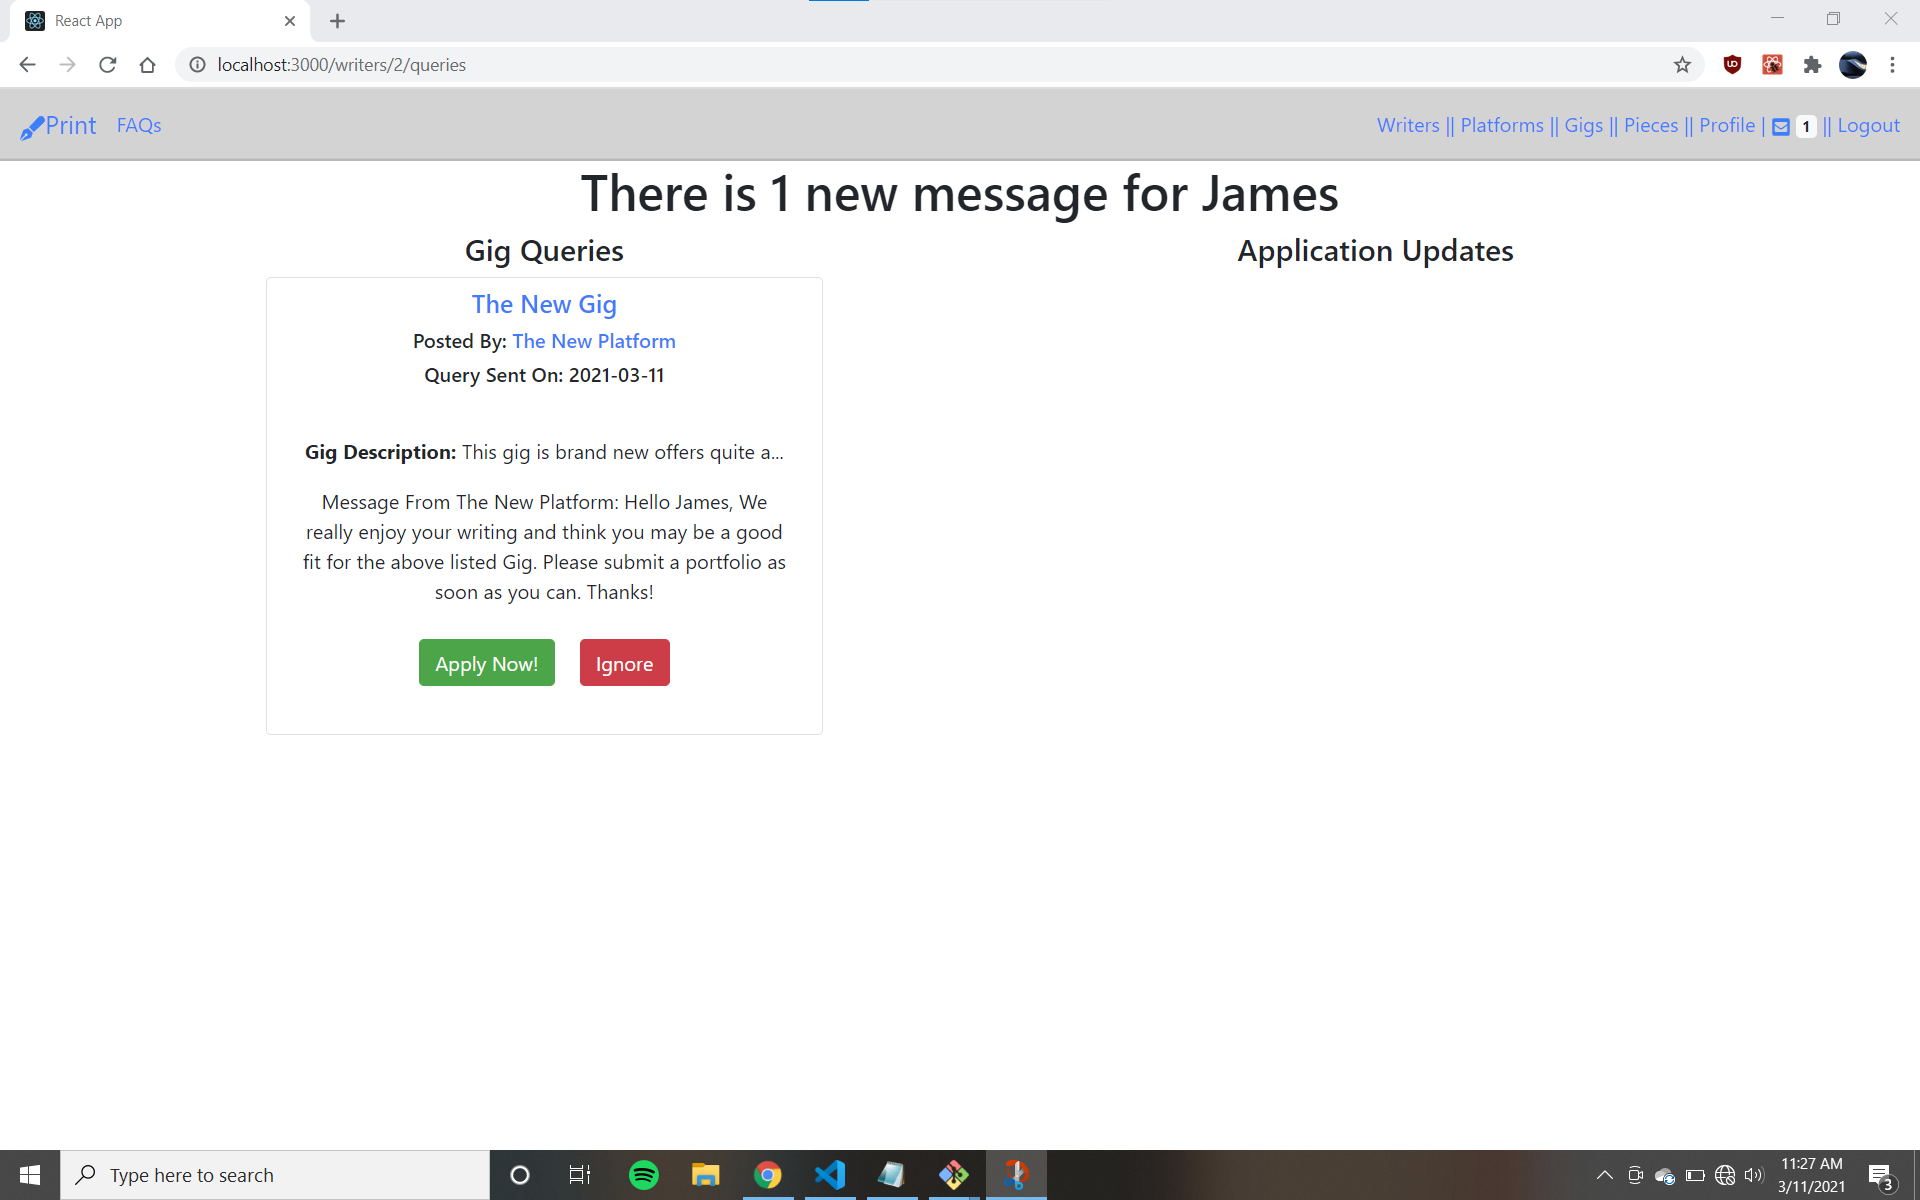 React App
localhost:3000/writers/2/queries
Print FAQs Writers || Platforms || Gigs || Pieces || Profile | 1 || Logout
There is 1 new message for James
Gig Queries
The New Gig
Posted By: The New Platform
Query Sent On: 2021-03-11
Gig Description: This gig is brand new offers quite a...
Message From The New Platform: Hello James, We
really enjoy your writing and think you may be a good
fit for the above listed Gig. Please submit a portfolio as
soon as you can. Thanks!
Apply Now! Ignore
Application Updates
Type here to search
11:27 AM
3/11/2021
3